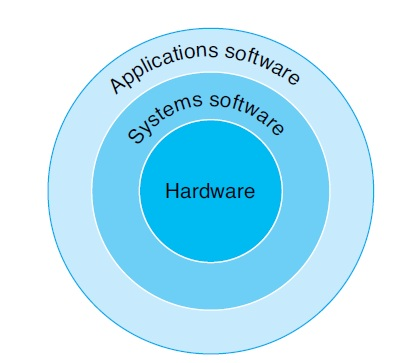 Applications software
Systems software
Hardware